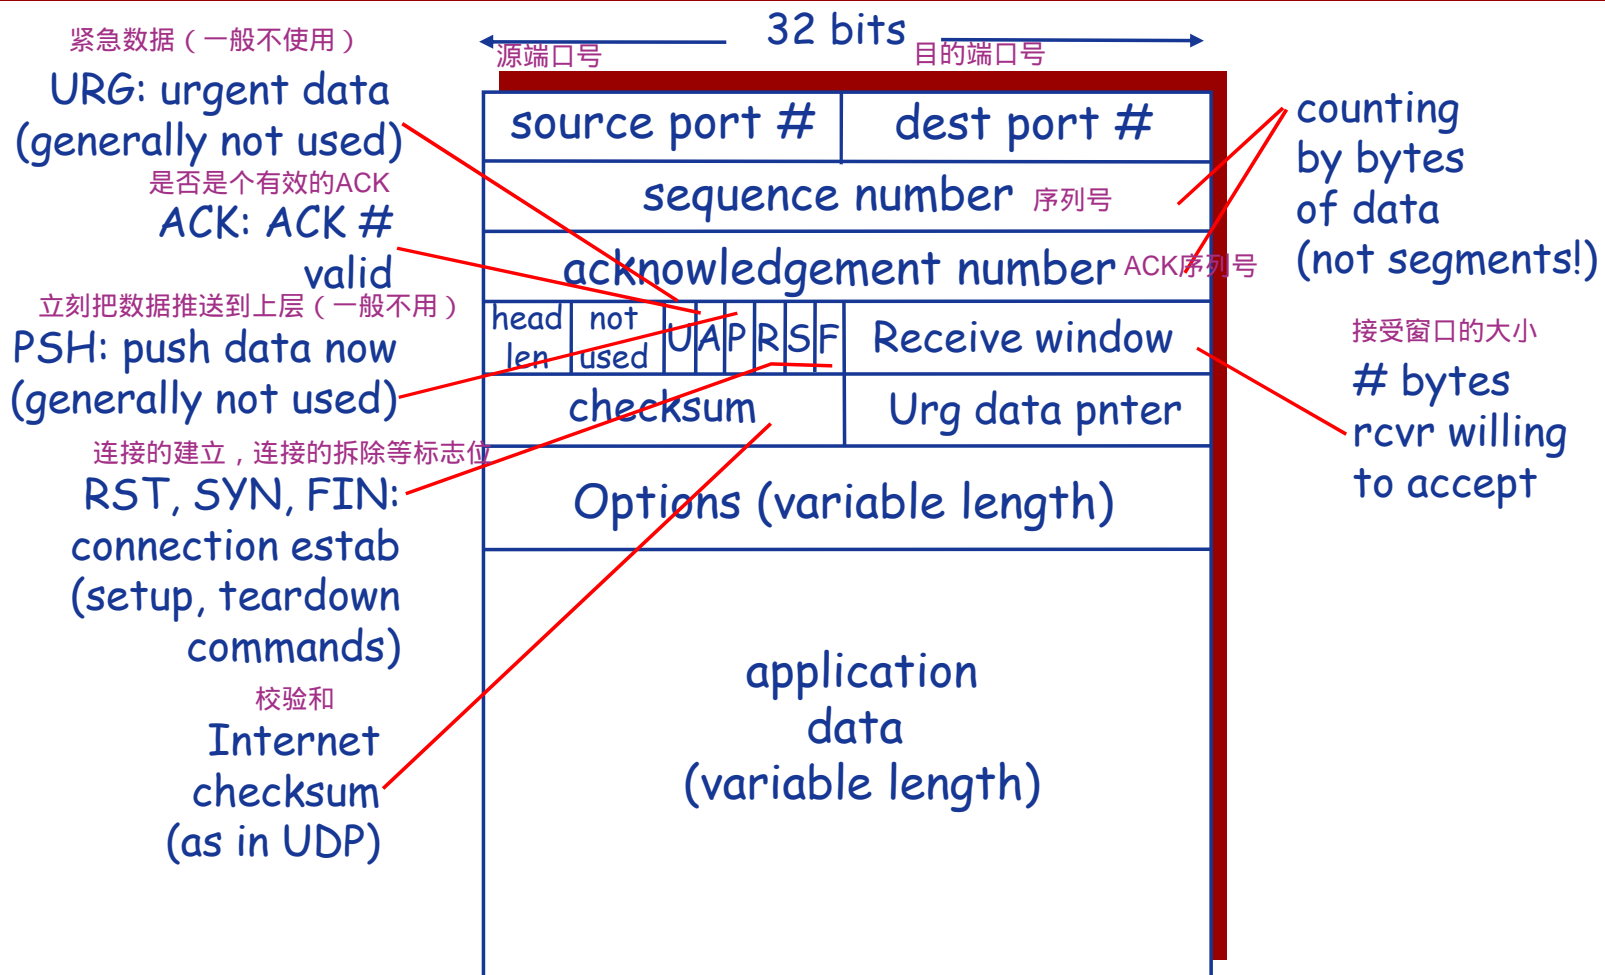 32 bits
紧急数据（一般不使用）
URG: urgent data
(generally not used)
是否是个有效的ACK
ACK: ACK #
valid
立刻把数据推送到上层（一般不用）
PSH: push data now
(generally not used)
连接的建立，连接的拆除等标志位
RST, SYN, FIN:
connection estab
(setup, teardown
commands)
校验和
Internet
checksum
(as in UDP)
源端口号 目的端口号
source port # dest port #
sequence number 序列号
acknowledgement number ACK序列号
head len not used U A P R S F Receive window
checksum Urg data pnter
Options (variable length)
application
data
(variable length)
counting
by bytes
of data
(not segments!)
接受窗口的大小
# bytes
rcvr willing
to accept